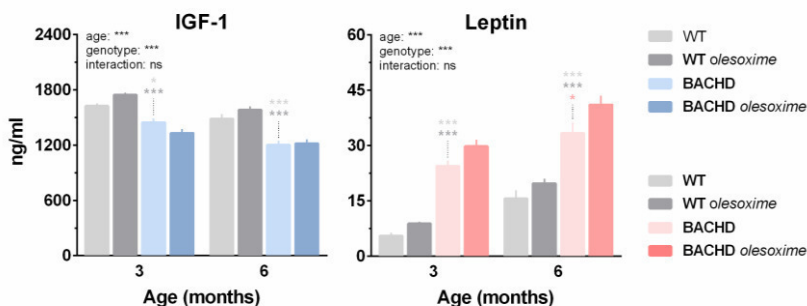 IGF-1
age: ***
genotype: ***
interaction: ns
ng/ml
2400
1800
1200
600
0
*
***
***
***
3
6
Age (months)
Leptin
age: ***
genotype: ***
interaction: ns
60
45
30
15
0
***
***
***
***
*
3
6
Age (months)
WT
WT olesoxime
BACHD
BACHD olesoxime
WT
WT olesoxime
BACHD
BACHD olesoxime